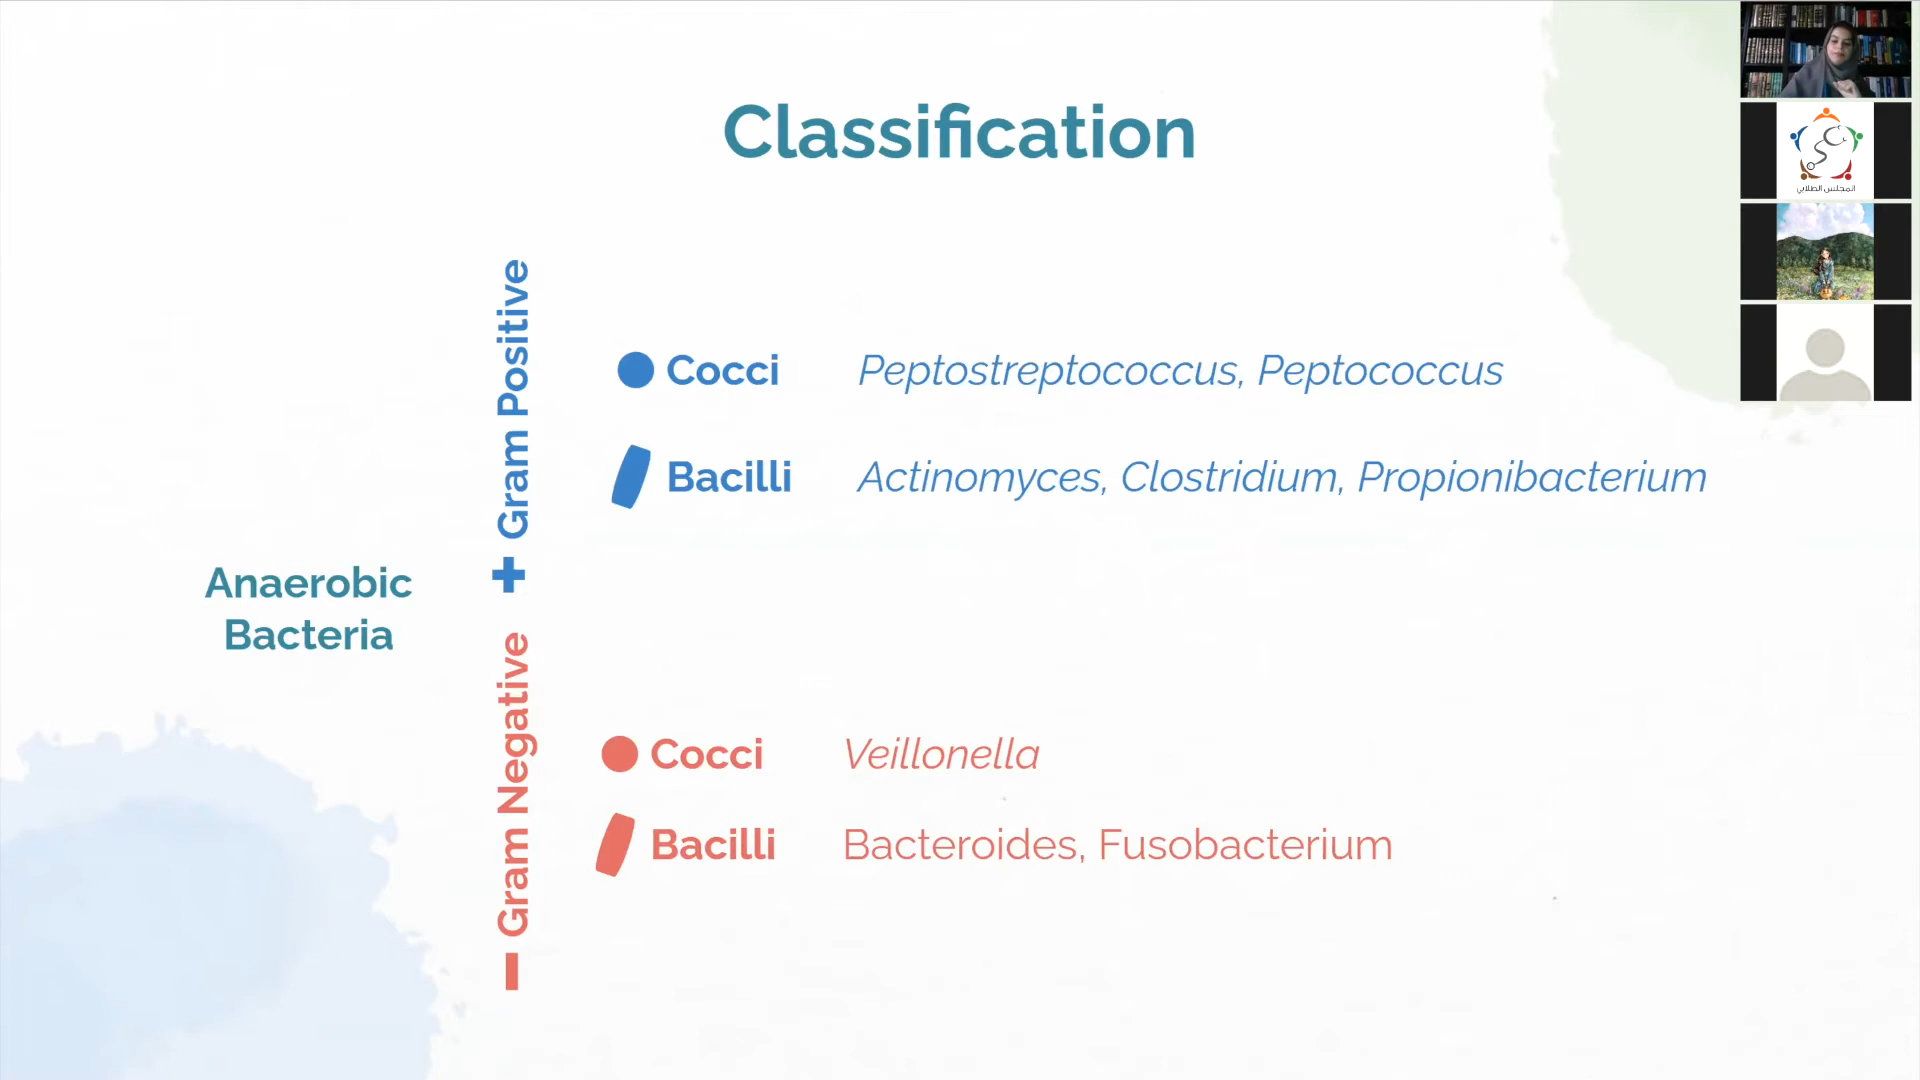 Classification
Anaerobic
Bacteria
+ Gram Positive
Cocci Peptostreptococcus, Peptococcus
Bacilli Actinomyces, Clostridium, Propionibacterium
- Gram Negative
Cocci Veillonella
Bacilli Bacteroides, Fusobacterium
SC
المجلس الطلابي